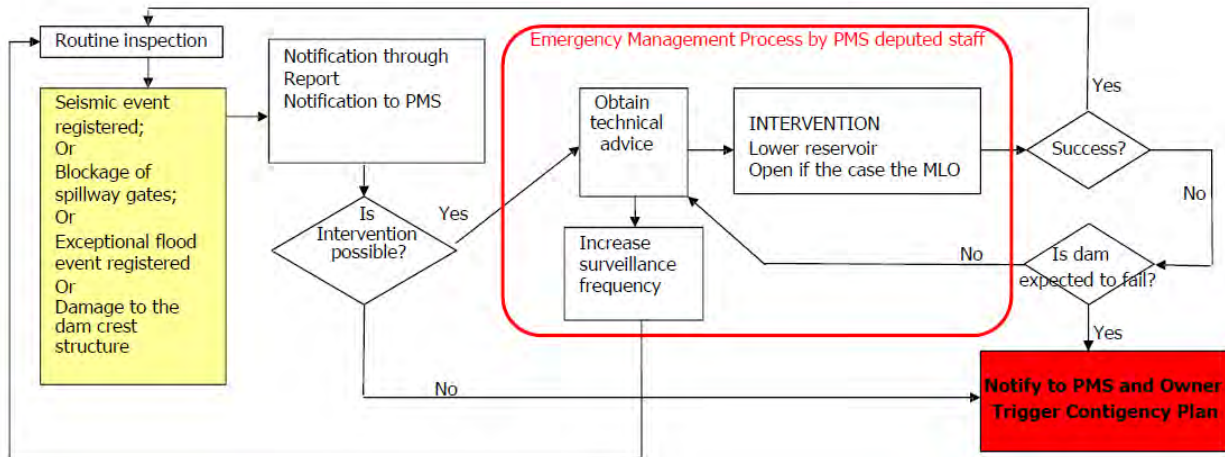 Routine inspection
Seismic event
registered;
Or
Blockage of
spillway gates;
Or
Exceptional flood
event registered
Or
Damage to the
dam crest
structure
Notification through
Report
Notification to PMS
Is
Intervention
possible?
Yes
No
Emergency Management Process by PMS deputed staff
Obtain
technical
advice
Increase
surveillance
frequency
INTERVENTION
Lower reservoir
Open if the case the MLO
Yes
Success?
No
Is dam
expected to fail?
No
Yes
Notify to PMS and Owner
Trigger Contigency Plan